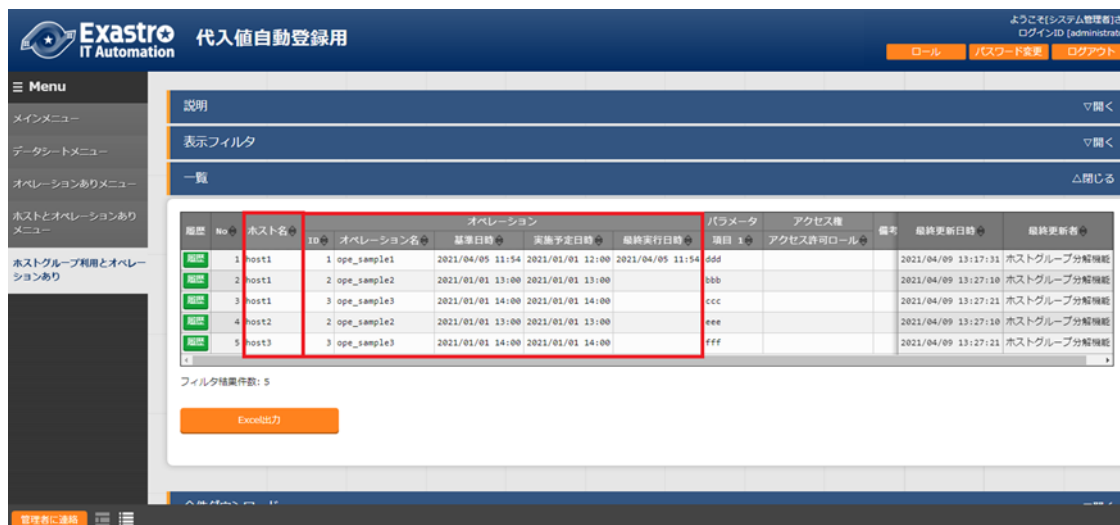 Exastro
IT Automation
代入値自動登録用
ようこそ[システム管理者]さ
ログインID [administrat
ロール パスワード変更 ログアウト
Menu
メインメニュー
データシートメニュー
オペレーションありメニュー
ホストとオペレーションあり
メニュー
ホストグループ利用とオペレー
ションあり
説明 ▽開く
表示フィルタ ▽開く
一覧 △閉じる
履歴 No ホスト名 オペレーション パラメータ アクセス権 備考 最終更新日時 最終更新者
ID オペレーション名 基準日時 実施予定日時 最終実行日時 項目 1 アクセス許可ロール
履歴 1 host1 1 ope_sample1 2021/04/05 11:54 2021/01/01 12:00 2021/04/05 11:54 ddd 2021/04/09 13:17:31 ホストグループ分解機能
履歴 2 host1 2 ope_sample2 2021/01/01 13:00 2021/01/01 13:00 bbb 2021/04/09 13:27:10 ホストグループ分解機能
履歴 3 host1 3 ope_sample3 2021/01/01 14:00 2021/01/01 14:00 ccc 2021/04/09 13:27:21 ホストグループ分解機能
履歴 4 host2 2 ope_sample2 2021/01/01 13:00 2021/01/01 13:00 eee 2021/04/09 13:27:10 ホストグループ分解機能
履歴 5 host3 3 ope_sample3 2021/01/01 14:00 2021/01/01 14:00 fff 2021/04/09 13:27:21 ホストグループ分解機能
フィルタ結果件数: 5
Excel出力
管理者に連絡